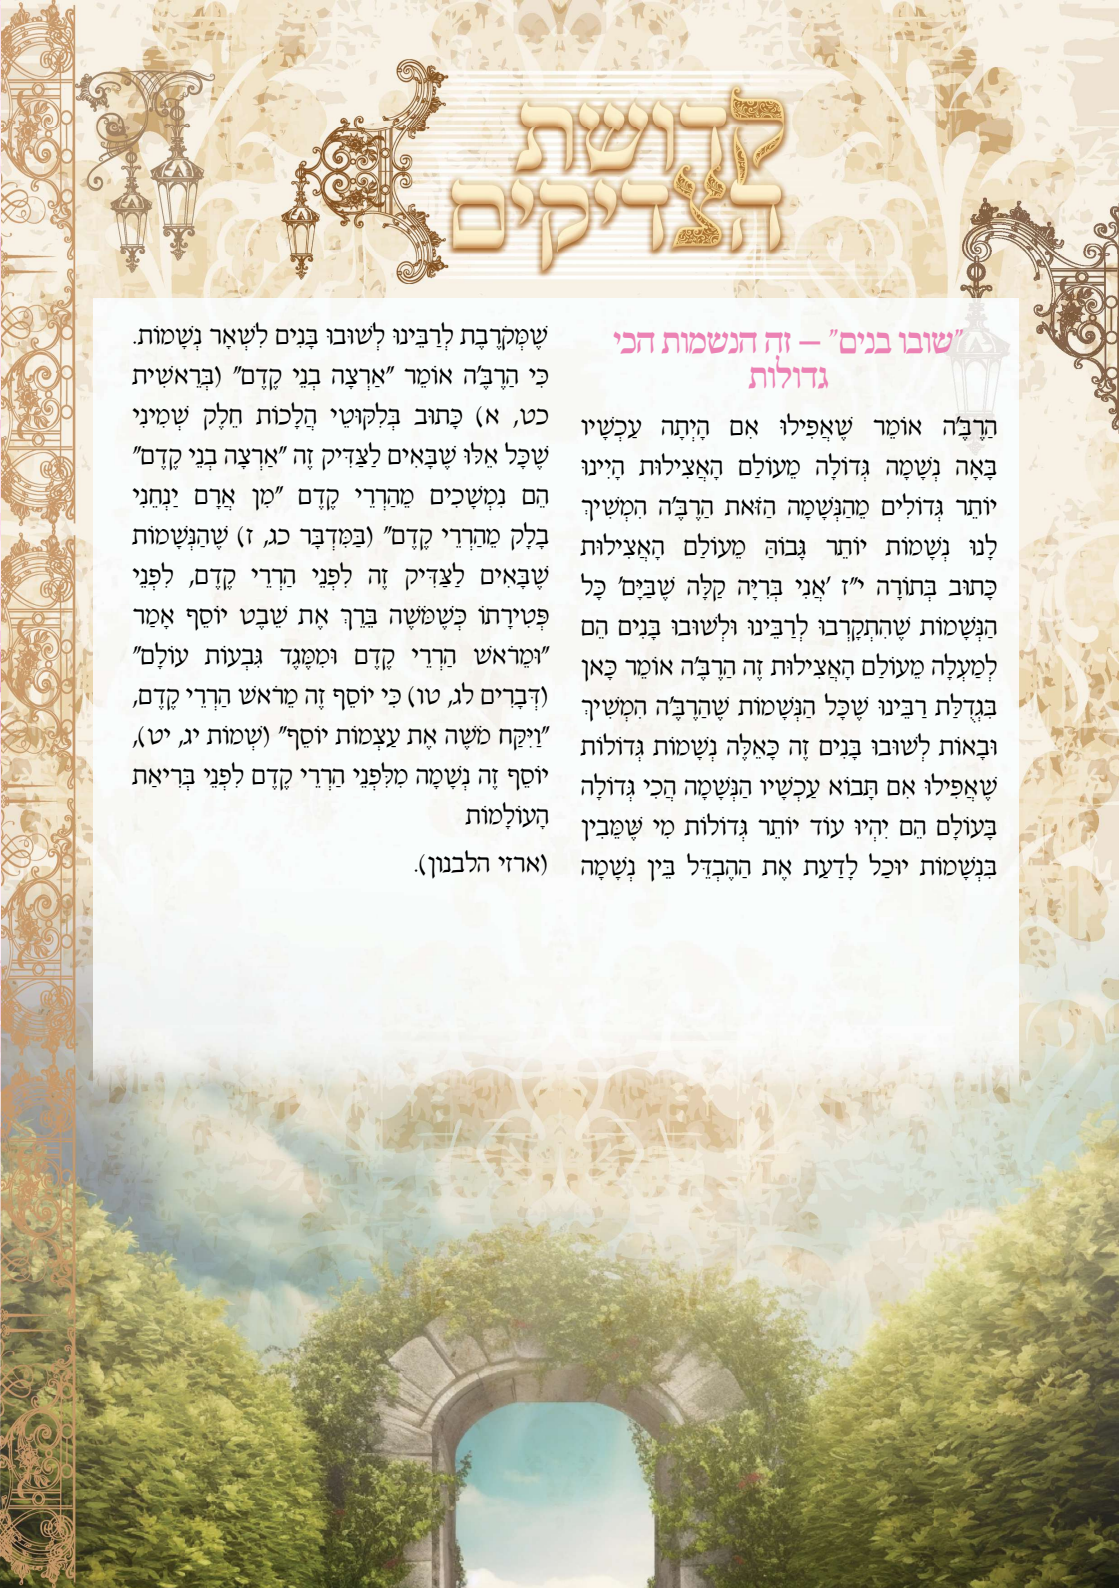 קדושת
הצדיקים
"שובו בנים" – זה הנשמות הכי
גדולות
הַרֶבֶּ'ה אוֹמֵר שֶׁאֲפִילוּ אִם הָיְתָה עַכְשָׁיו
בָּאָה נְשָׁמָה גְּדוֹלָה מֵעוֹלַם הָאֲצִילוּת הָיִינוּ
יוֹתֵר גְּדוֹלִים מֵהַנְּשָׁמָה הַזֹּאת הַרֶבֶּ'ה הִמְשִׁיךְ
לָנוּ נְשָׁמוֹת יוֹתֵר גָּבוֹהַּ מֵעוֹלַם הָאֲצִילוּת
כָּתוּב בְּתוֹרָה י"ז 'אֲנִי בְּרִיָּה קַלָּה שֶׁבַּיָּם' כָּל
הַנְּשָׁמוֹת שֶׁהִתְקָרְבוּ לְרַבֵּינוּ וּלְשׁוּבוּ בָּנִים הֵם
לְמַעְלָה מֵעוֹלַם הָאֲצִילוּת זֶה הַרֶבֶּ'ה אוֹמֵר כָּאן
בִּגְדֻלַּת רַבֵּינוּ שֶׁכָּל הַנְּשָׁמוֹת שֶׁהַרֶבֶּ'ה הִמְשִׁיךְ
וּבָאוֹת לְשׁוּבוּ בָּנִים זֶה כָּאֵלֶּה נְשָׁמוֹת גְּדוֹלוֹת
שֶׁאֲפִילוּ אִם תָּבוֹא עַכְשָׁיו הַנְּשָׁמָה הֲכִי גְּדוֹלָה
בָּעוֹלָם הֵם יִהְיוּ עוֹד יוֹתֵר גְּדוֹלוֹת מִי שֶׁמֵּבִין
בִּנְשָׁמוֹת יוּכַל לָדַעַת אֶת הַהֶבְדֵּל בֵּין נְשָׁמָה
שֶׁמְּקֹרֶבֶת לְרַבֵּינוּ לְשׁוּבוּ בָּנִים לִשְׁאָר נְשָׁמוֹת.
כִּי הַרֶבֶּ'ה אוֹמֵר "אַרְצָה בְנֵי קֶדֶם" (בְּרֵאשִׁית
כט, א) כָּתוּב בְּלִקּוּטֵי הֲלָכוֹת חֵלֶק שְׁמִינִי
שֶׁכָּל אֵלּוּ שֶׁבָּאִים לַצַּדִּיק זֶה "אַרְצָה בְנֵי קֶדֶם"
הֵם נִמְשָׁכִים מֵהַרְרֵי קֶדֶם "מִן אֲרָם יַנְחֵנִי
בָלָק מֵהַרְרֵי קֶדֶם" (בַּמִּדְבָּר כג, ז) שֶׁהַנְּשָׁמוֹת
שֶׁבָּאִים לַצַּדִּיק זֶה לִפְנֵי הַרְרֵי קֶדֶם, לִפְנֵי
פְּטִירָתוֹ כְּשֶׁמֹּשֶׁה בֵּרֵךְ אֶת שֵׁבֶט יוֹסֵף אָמַר
"וּמֵרֹאשׁ הַרְרֵי קֶדֶם וּמִמֶּגֶד גִּבְעוֹת עוֹלָם"
(דְּבָרִים לג, טו) כִּי יוֹסֵף זֶה מֵרֹאשׁ הַרְרֵי קֶדֶם,
"וַיִּקַּח מֹשֶׁה אֶת עַצְמוֹת יוֹסֵף" (שְׁמוֹת יג, יט),
יוֹסֵף זֶה נְשָׁמָה מִלִּפְנֵי הַרְרֵי קֶדֶם לִפְנֵי בְּרִיאַת
הָעוֹלָמוֹת
(ארזי הלבנון).